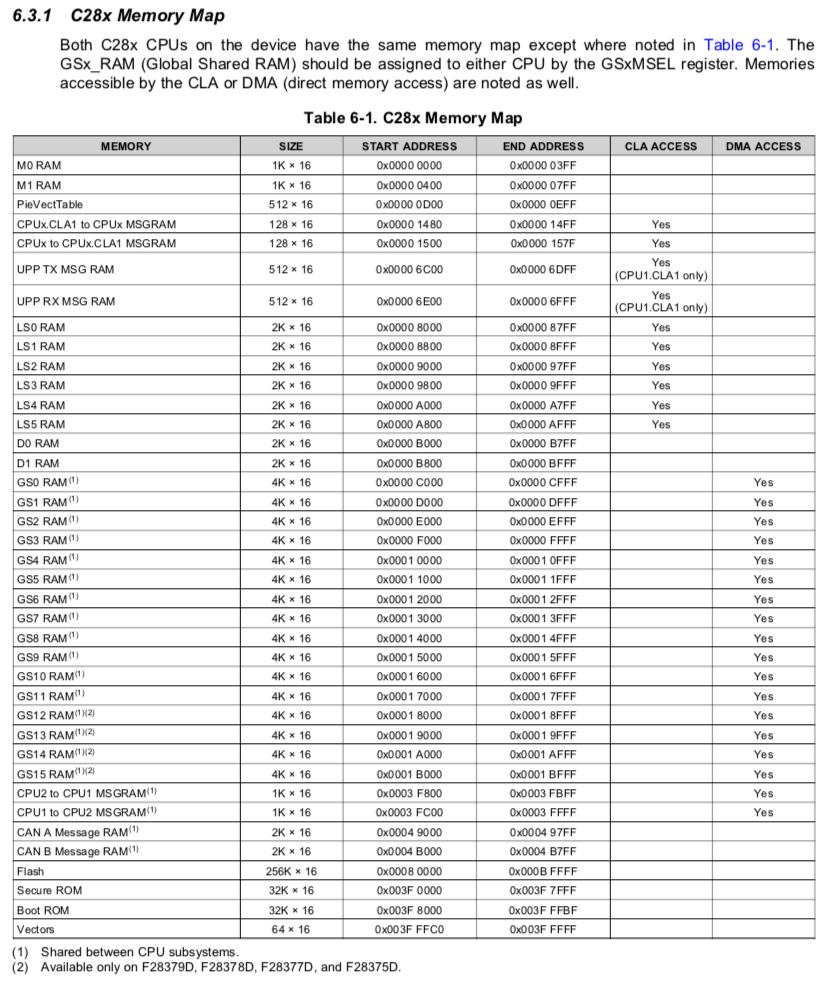 6.3.1 C28x Memory Map
Both C28x CPUs on the device have the same memory map except where noted in Table 6-1. The
GSx_RAM (Global Shared RAM) should be assigned to either CPU by the GSxMSEL register. Memories
accessible by the CLA or DMA (direct memory access) are noted as well.
Table 6-1. C28x Memory Map
MEMORY SIZE START ADDRESS END ADDRESS CLA ACCESS DMA ACCESS
M0 RAM 1K × 16 0x0000 0000 0x0000 03FF
M1 RAM 1K × 16 0x0000 0400 0x0000 07FF
PieVectTable 512 × 16 0x0000 0D00 0x0000 0EFF
CPUx.CLA1 to CPUx MSGRAM 128 × 16 0x0000 1480 0x0000 14FF Yes
CPUx to CPUx.CLA1 MSGRAM 128 × 16 0x0000 1500 0x0000 157F Yes
UPP TX MSG RAM 512 × 16 0x0000 6C00 0x0000 6DFF Yes
(CPU1.CLA1 only)
UPP RX MSG RAM 512 × 16 0x0000 6E00 0x0000 6FFF Yes
(CPU1.CLA1 only)
LS0 RAM 2K × 16 0x0000 8000 0x0000 87FF Yes
LS1 RAM 2K × 16 0x0000 8800 0x0000 8FFF Yes
LS2 RAM 2K × 16 0x0000 9000 0x0000 97FF Yes
LS3 RAM 2K × 16 0x0000 9800 0x0000 9FFF Yes
LS4 RAM 2K × 16 0x0000 A000 0x0000 A7FF Yes
LS5 RAM 2K × 16 0x0000 A800 0x0000 AFFF Yes
D0 RAM 2K × 16 0x0000 B000 0x0000 B7FF
D1 RAM 2K × 16 0x0000 B800 0x0000 BFFF
GS0 RAM(1) 4K × 16 0x0000 C000 0x0000 CFFF Yes
GS1 RAM(1) 4K × 16 0x0000 D000 0x0000 DFFF Yes
GS2 RAM(1) 4K × 16 0x0000 E000 0x0000 EFFF Yes
GS3 RAM(1) 4K × 16 0x0000 F000 0x0000 FFFF Yes
GS4 RAM(1) 4K × 16 0x0001 0000 0x0001 0FFF Yes
GS5 RAM(1) 4K × 16 0x0001 1000 0x0001 1FFF Yes
GS6 RAM(1) 4K × 16 0x0001 2000 0x0001 2FFF Yes
GS7 RAM(1) 4K × 16 0x0001 3000 0x0001 3FFF Yes
GS8 RAM(1) 4K × 16 0x0001 4000 0x0001 4FFF Yes
GS9 RAM(1) 4K × 16 0x0001 5000 0x0001 5FFF Yes
GS10 RAM(1) 4K × 16 0x0001 6000 0x0001 6FFF Yes
GS11 RAM(1) 4K × 16 0x0001 7000 0x0001 7FFF Yes
GS12 RAM(1)(2) 4K × 16 0x0001 8000 0x0001 8FFF Yes
GS13 RAM(1)(2) 4K × 16 0x0001 9000 0x0001 9FFF Yes
GS14 RAM(1)(2) 4K × 16 0x0001 A000 0x0001 AFFF Yes
GS15 RAM(1)(2) 4K × 16 0x0001 B000 0x0001 BFFF Yes
CPU2 to CPU1 MSGRAM(1) 1K × 16 0x0003 F800 0x0003 FBFF Yes
CPU1 to CPU2 MSGRAM(1) 1K × 16 0x0003 FC00 0x0003 FFFF Yes
CAN A Message RAM(1) 2K × 16 0x0004 9000 0x0004 97FF
CAN B Message RAM(1) 2K × 16 0x0004 B000 0x0004 B7FF
Flash 256K × 16 0x0008 0000 0x000B FFFF
Secure ROM 32K × 16 0x003F 0000 0x003F 7FFF
Boot ROM 32K × 16 0x003F 8000 0x003F FFBF
Vectors 64 × 16 0x003F FFC0 0x003F FFFF
(1) Shared between CPU subsystems.
(2) Available only on F28379D, F28378D, F28377D, and F28375D.